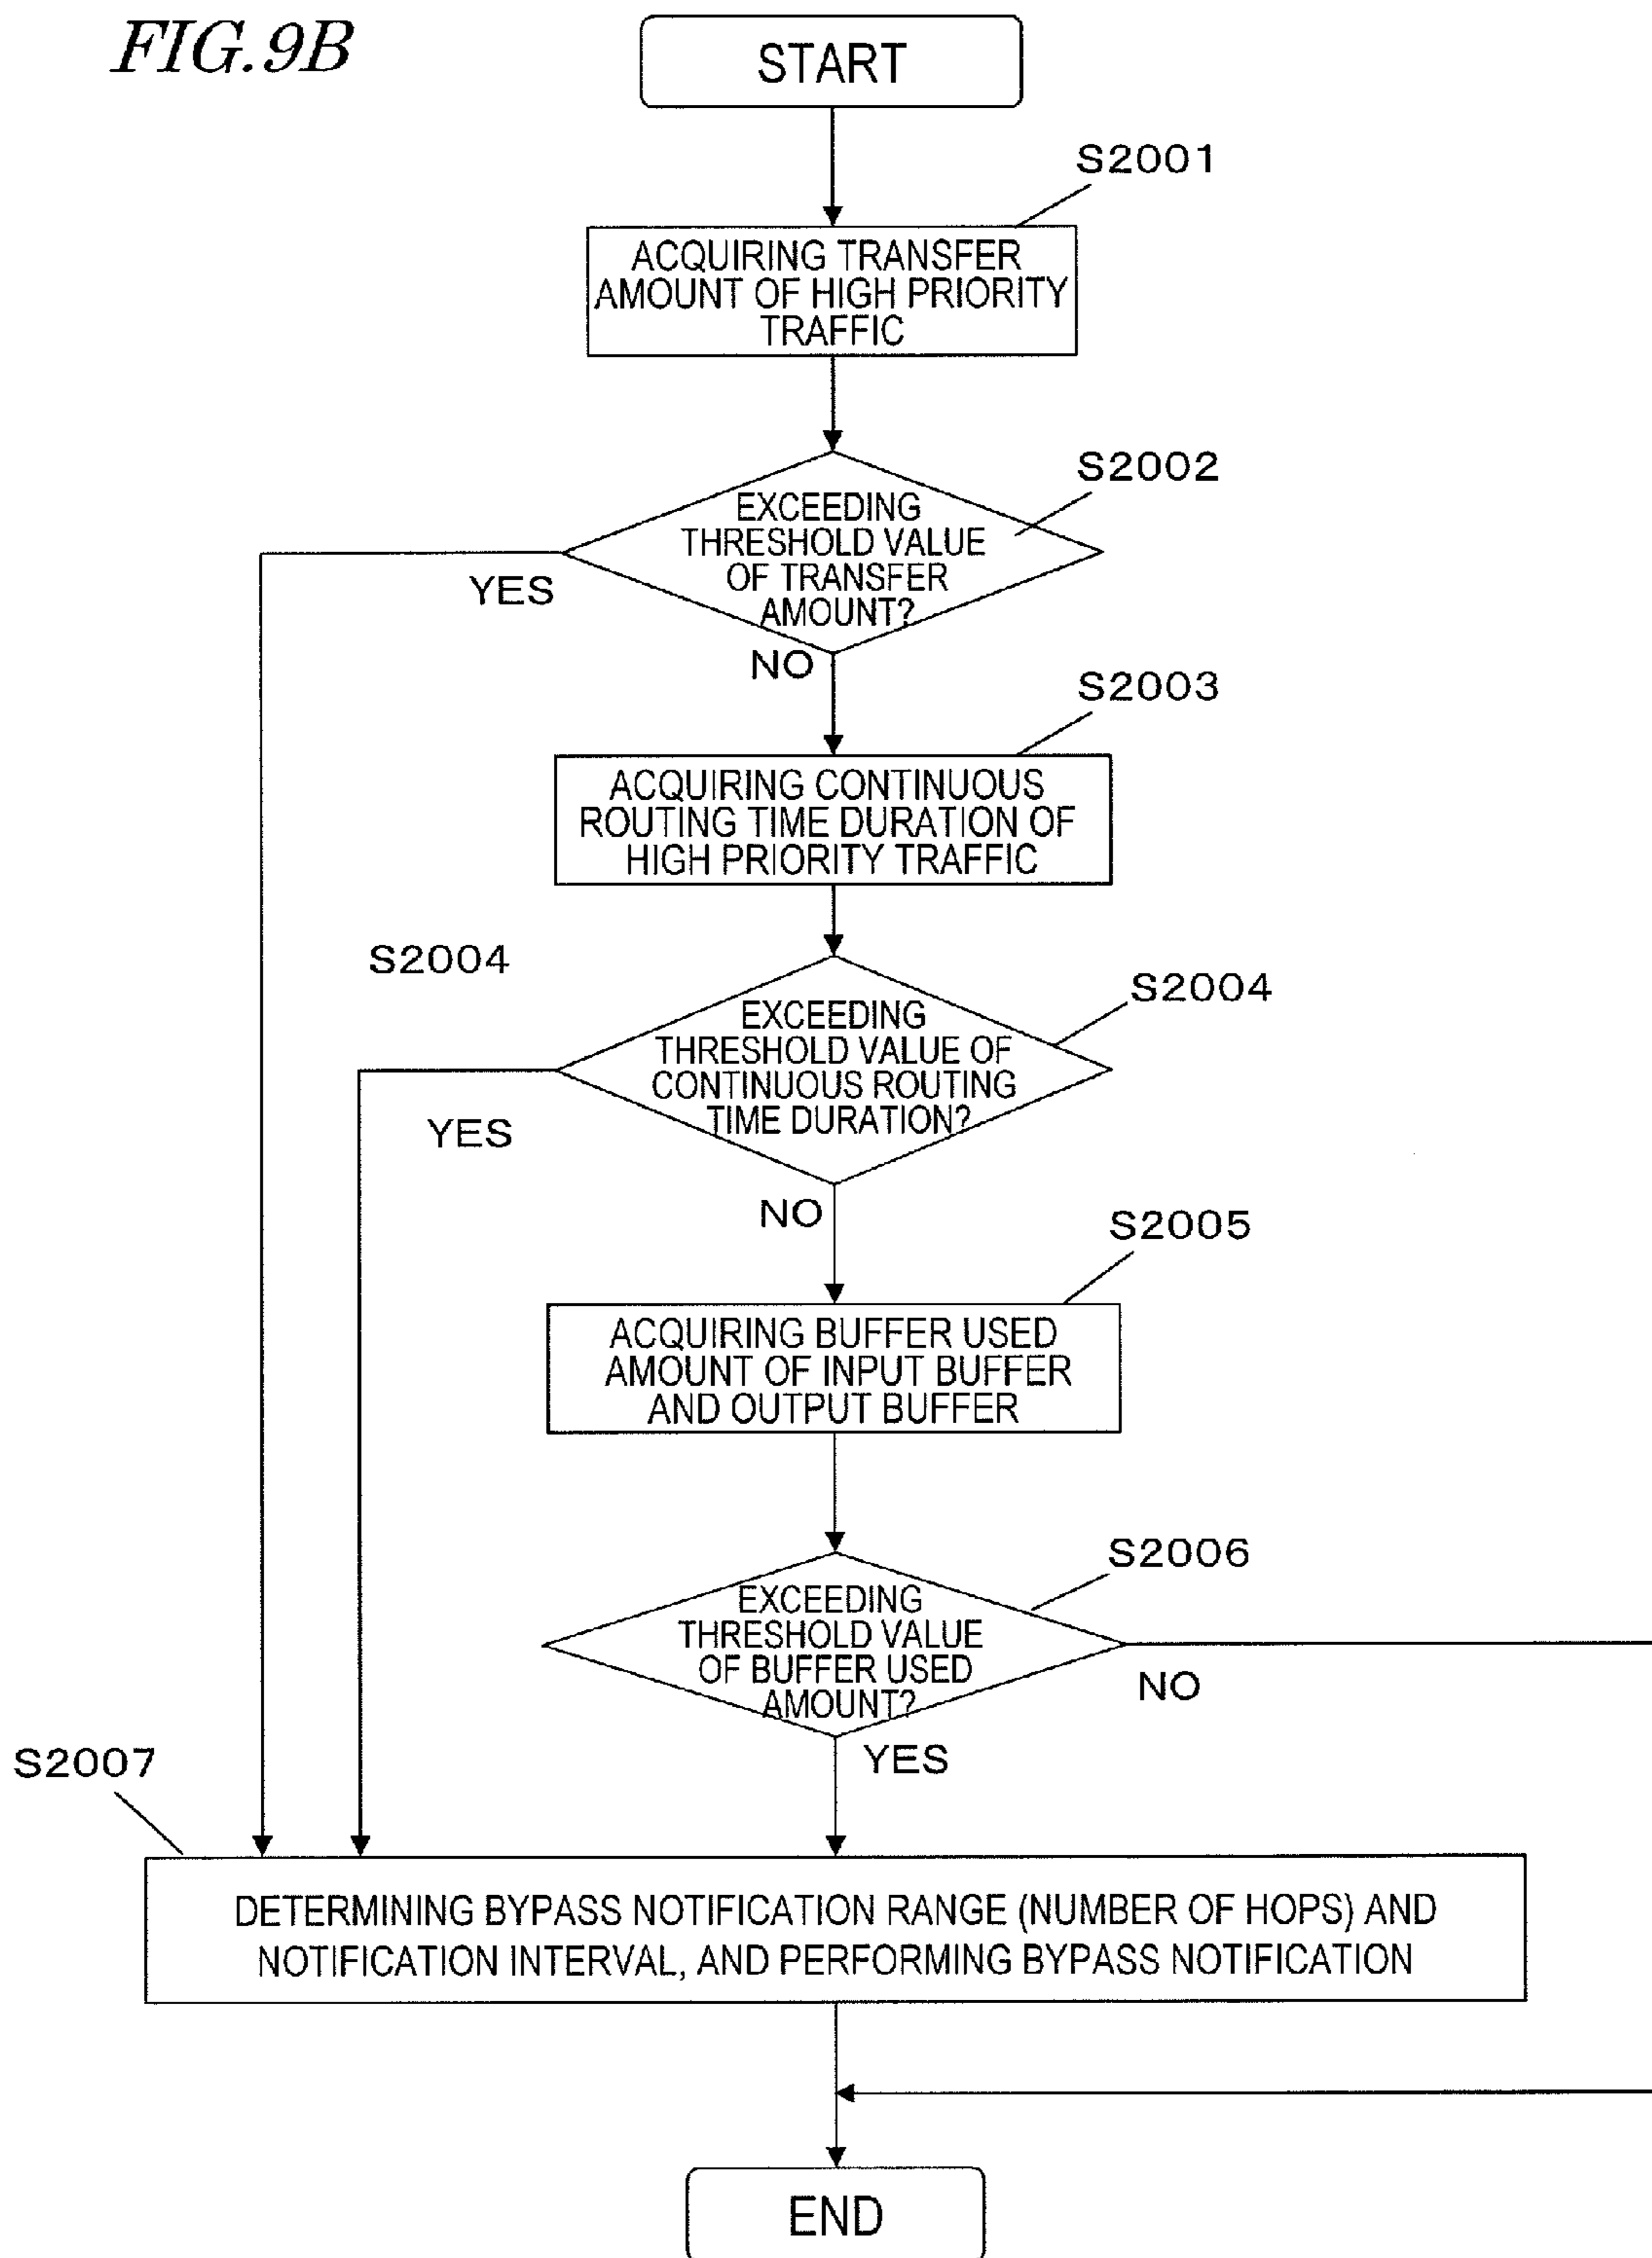 FIG.9B
START
S2001
ACQUIRING TRANSFER
AMOUNT OF HIGH PRIORITY
TRAFFIC
S2002
EXCEEDING
THRESHOLD VALUE
OF TRANSFER
AMOUNT?
YES
NO
S2003
ACQUIRING CONTINUOUS
ROUTING TIME DURATION OF
HIGH PRIORITY TRAFFIC
S2004
S2004
EXCEEDING
THRESHOLD VALUE OF
CONTINUOUS ROUTING
TIME DURATION?
YES
NO
S2005
ACQUIRING BUFFER USED
AMOUNT OF INPUT BUFFER
AND OUTPUT BUFFER
S2006
EXCEEDING
THRESHOLD VALUE
OF BUFFER USED
AMOUNT?
NO
YES
S2007
DETERMINING BYPASS NOTIFICATION RANGE (NUMBER OF HOPS) AND
NOTIFICATION INTERVAL, AND PERFORMING BYPASS NOTIFICATION
END